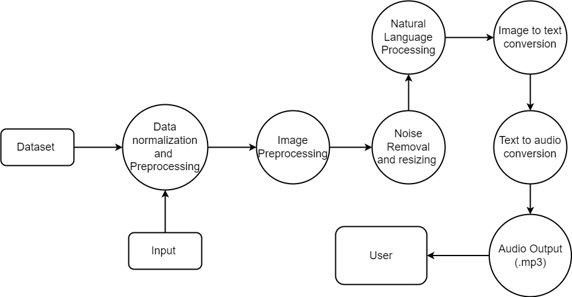 Dataset
Data
normalization
and
Preprocessing
Input
Image
Preprocessing
Noise
Removal
and resizing
Natural
Language
Processing
Image to text
conversion
Text to audio
conversion
Audio Output
(.mp3)
User